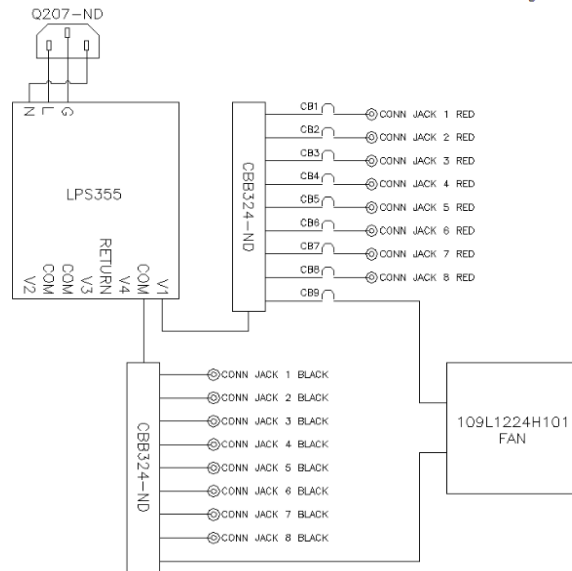 Q207-ND
N L G
LPS355
V2 COM COM V3 RETURN V4 COM V1
CBB324-ND
CB1 CONN JACK 1 RED
CB2 CONN JACK 2 RED
CB3 CONN JACK 3 RED
CB4 CONN JACK 4 RED
CB5 CONN JACK 5 RED
CB6 CONN JACK 6 RED
CB7 CONN JACK 7 RED
CB8 CONN JACK 8 RED
CB9
CBB324-ND
CONN JACK 1 BLACK
CONN JACK 2 BLACK
CONN JACK 3 BLACK
CONN JACK 4 BLACK
CONN JACK 5 BLACK
CONN JACK 6 BLACK
CONN JACK 7 BLACK
CONN JACK 8 BLACK
109L1224H101
FAN